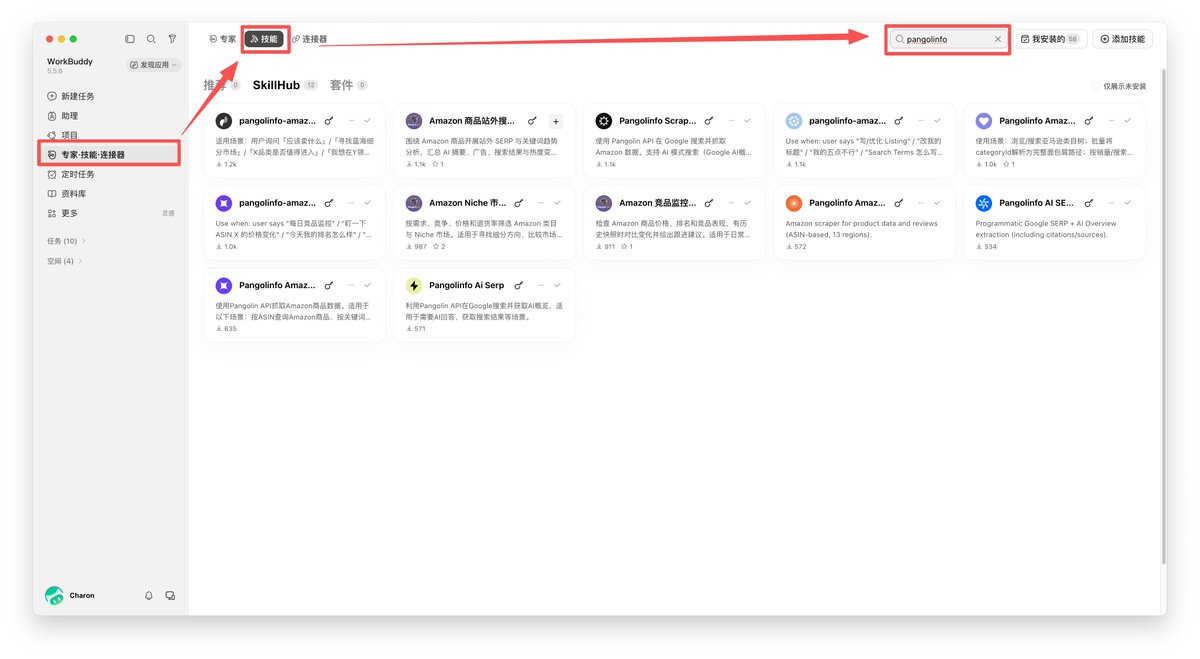 WorkBuddy
5.5.6
发现应用
新建任务
助理
项目
专家·技能·连接器
定时任务
资料库
更多
灵感
任务 (10)
空间 (4)
Charon
专家
技能
连接器
pangolinfo
我安装的 58
添加技能
推荐 0
SkillHub 12
套件 0
仅展示未安装
pangolinfo-amaz...
适用场景：用户询问「应该卖什么」/「寻找蓝海细
分市场」/「X品类是否值得进入」/「我想在Y领...
1.2k
Amazon 商品站外搜...
围绕 Amazon 商品开展站外 SERP 与关键词趋势
分析，汇总 AI 摘要、广告、搜索结果与热度变...
1.1k 1
Pangolinfo Scrap...
使用 Pangolin API 在 Google 搜索并抓取
Amazon 数据。支持 AI 模式搜索（Google AI概...
1.1k
pangolinfo-amaz...
Use when: user says "写/优化 Listing" / "改我的
标题" / "我的五点不行" / "Search Terms 怎么写...
1.1k
Pangolinfo Amaz...
使用场景：浏览/搜索亚马逊类目树；批量将
categoryId解析为完整面包屑路径；按销量/搜索...
1.0k 1
pangolinfo-amaz...
Use when: user says "每日竞品监控" / "盯一下
ASIN X 的价格变化" / "今天我的排名怎么样" / "...
1.0k
Amazon Niche 市...
按需求、竞争、价格和退货率筛选 Amazon 类目
与 Niche 市场，适用于寻找细分方向、比较市场...
987 2
Amazon 竞品监控...
检查 Amazon 商品价格、排名和竞品表现，有历
史快照时对比变化并给出跟进建议。适用于日常...
911 1
Pangolinfo Amaz...
Amazon scraper for product data and reviews
(ASIN-based, 13 regions).
572
Pangolinfo AI SE...
Programmatic Google SERP + AI Overview
extraction (including citations/sources).
534
Pangolinfo Amaz...
使用Pangolin API抓取Amazon商品数据。适用于
以下场景：按ASIN查询Amazon商品、按关键词...
635
Pangolinfo Ai Serp
利用Pangolin API在Google搜索并获取AI概览，适
用于需要AI回答、获取搜索结果等场景。
571